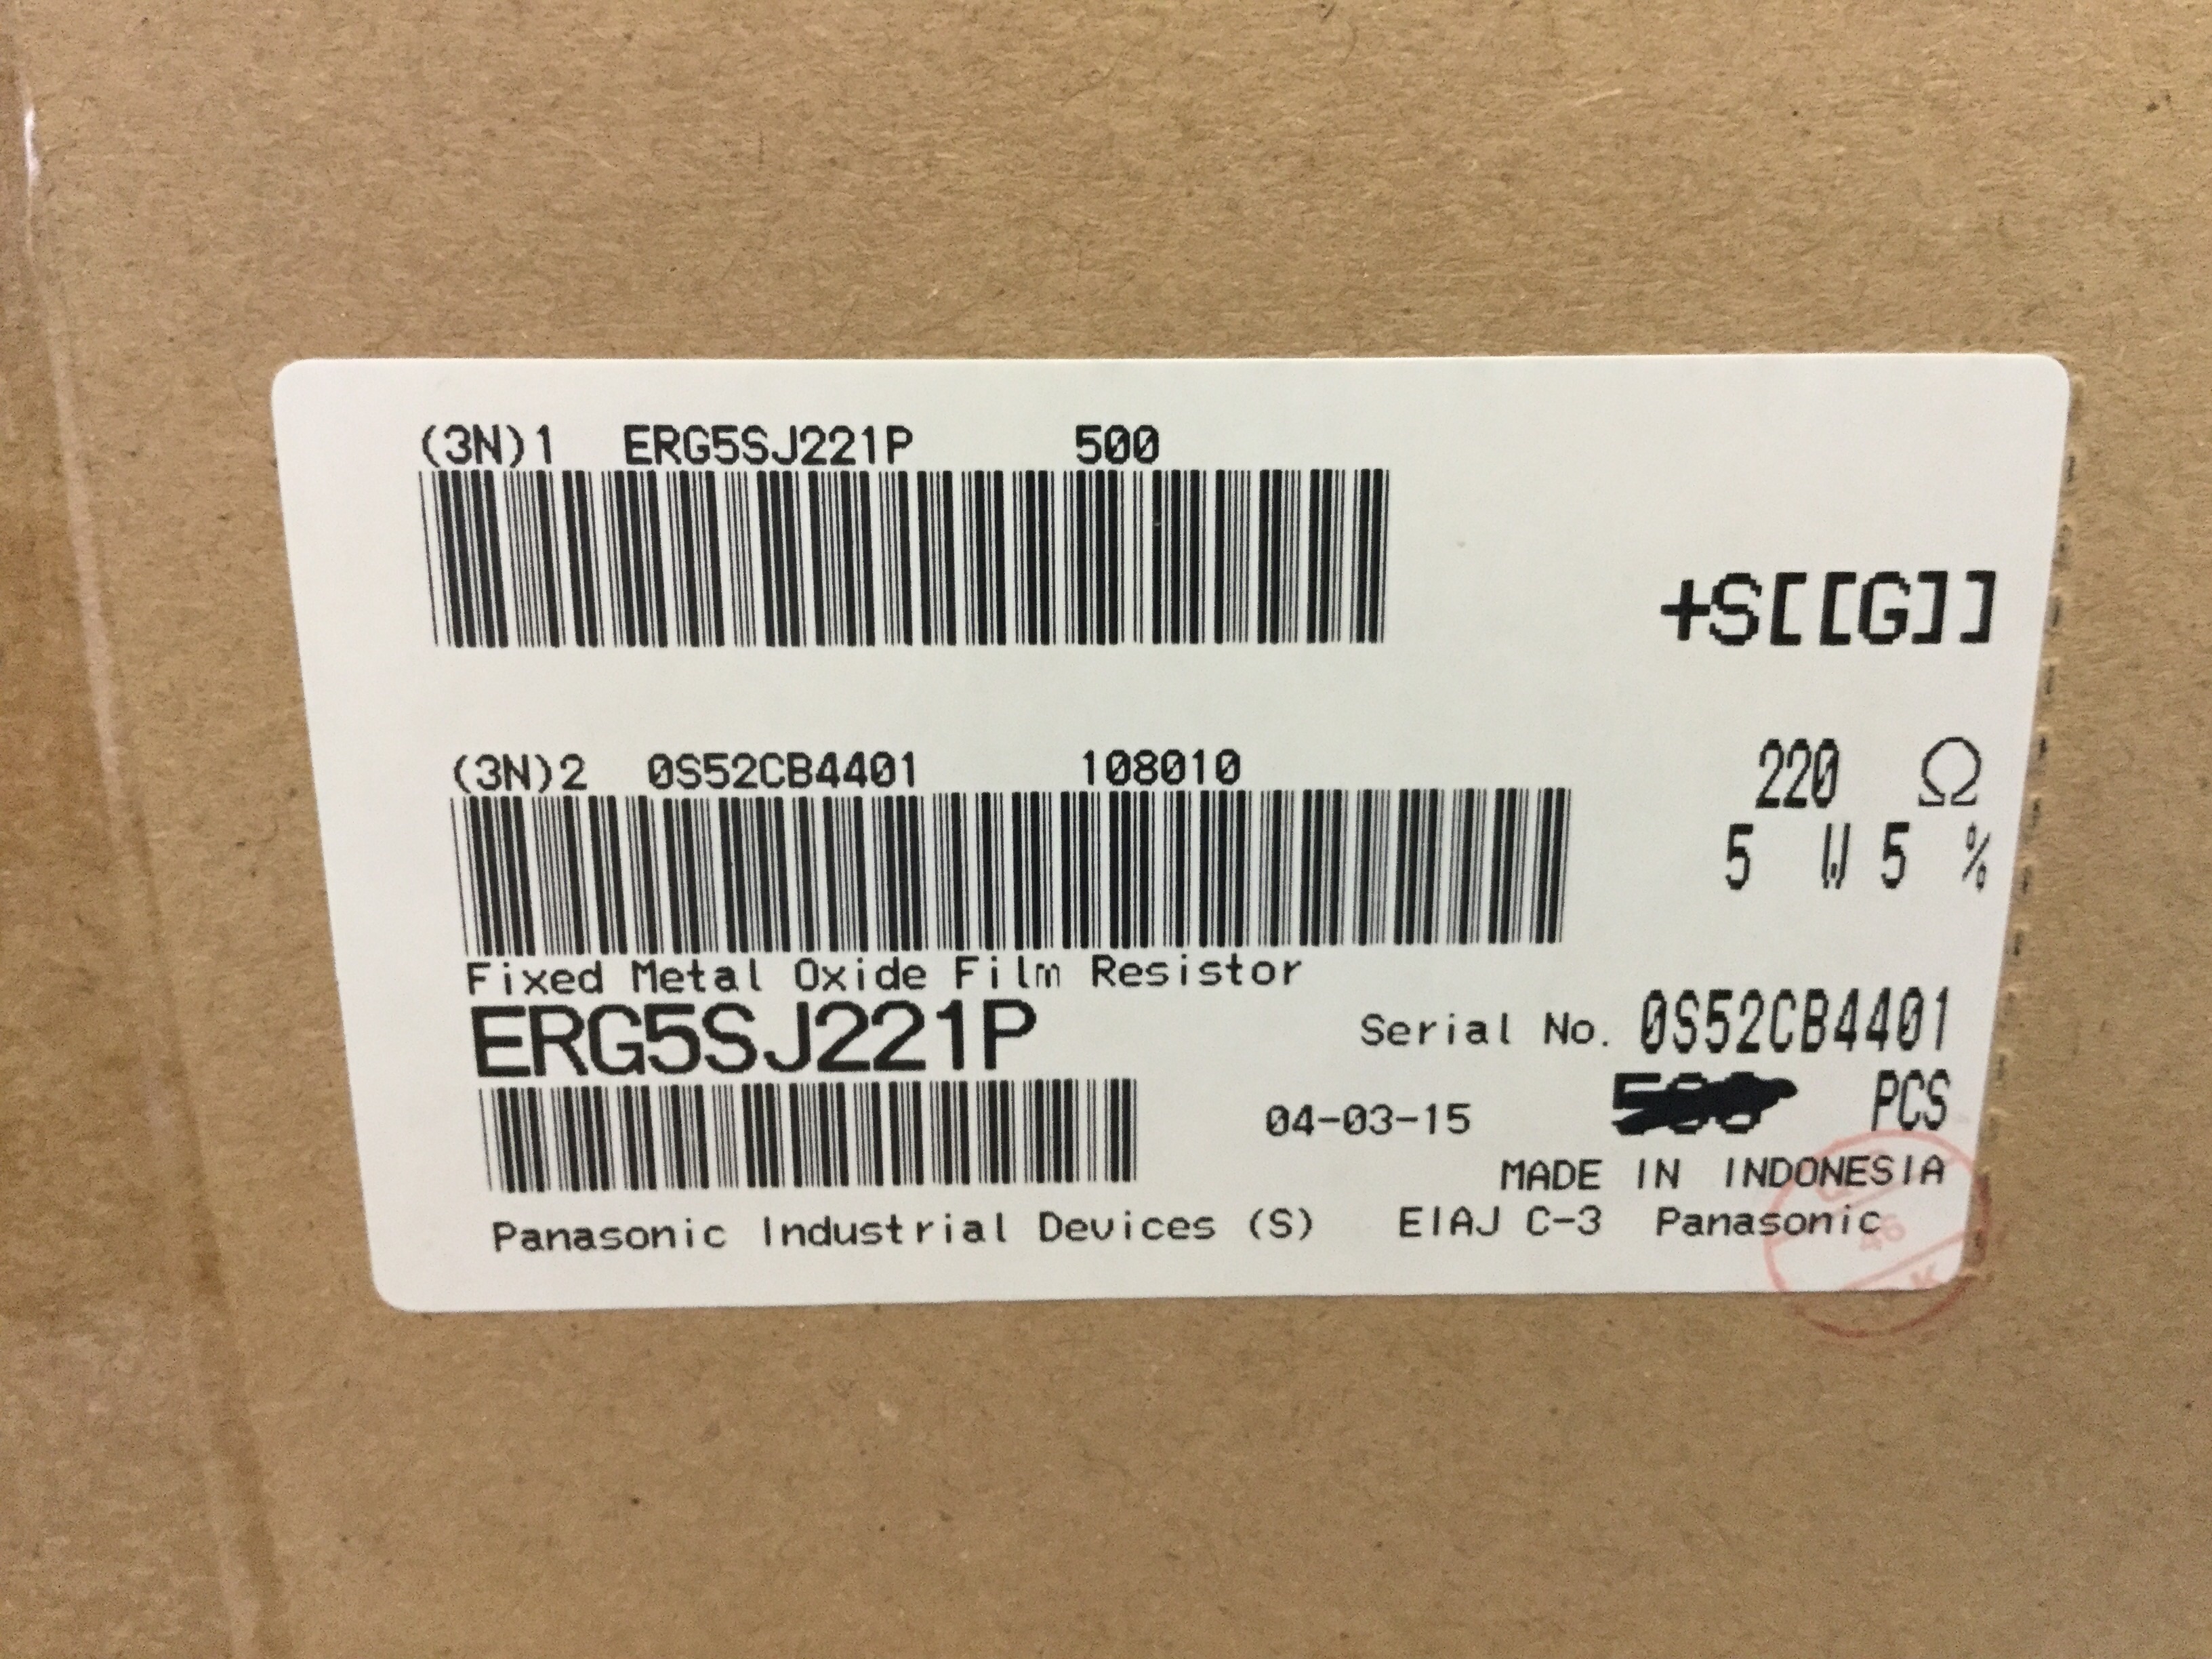 (3N)1 ERG5SJ221P 500
+S[[G]]
(3N)2 0S52CB4401 108010
220 Ω
5 W 5 %
Fixed Metal Oxide Film Resistor
ERG5SJ221P
Serial No. 0S52CB4401
04-03-15 PCS
MADE IN INDONESIA
Panasonic Industrial Devices (S) EIAJ C-3 Panasonic